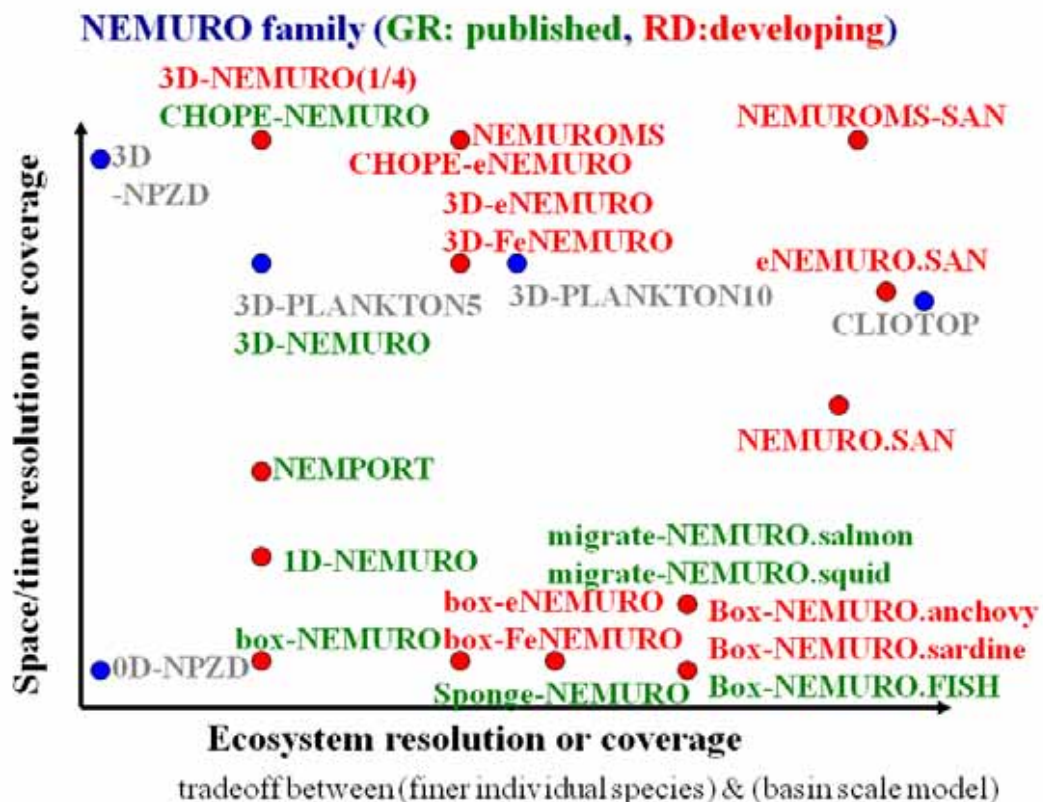 NEMURO family (GR: published, RD:developing)
3D-NEMURO(1/4)
CHOPE-NEMURO
NEMUROMS
NEMUROMS-SAN
3D
-NPZD
CHOPE-eNEMURO
3D-eNEMURO
3D-FeNEMURO
eNEMURO.SAN
3D-PLANKTON5
3D-PLANKTON10
CLIOTOP
3D-NEMURO
NEMURO.SAN
NEMPORT
migrate-NEMURO.salmon
1D-NEMURO
migrate-NEMURO.squid
box-eNEMURO
Box-NEMURO.anchovy
box-NEMURO
box-FeNEMURO
Box-NEMURO.sardine
0D-NPZD
Sponge-NEMURO
Box-NEMURO.FISH
Space/time resolution or coverage
Ecosystem resolution or coverage
tradeoff between (finer individual species) & (basin scale model)